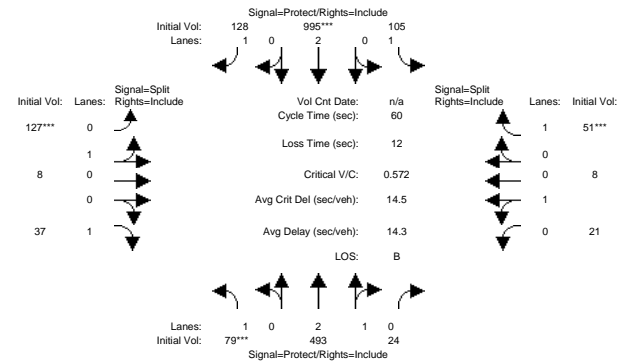 Signal=Protect/Rights=Include
Initial Vol: 128 995*** 105
Lanes: 1 0 2 0 1
Signal=Split
Initial Vol: Lanes: Rights=Include
Vol Cnt Date: n/a
Signal=Split
Rights=Include Lanes: Initial Vol:
Cycle Time (sec): 60
127*** 0
1 51***
Loss Time (sec): 12
1
0
8 0
Critical V/C: 0.572
0 8
0
Avg Crit Del (sec/veh): 14.5
1
37 1
Avg Delay (sec/veh): 14.3
0 21
LOS: B
Lanes: 1 0 2 1 0
Initial Vol: 79*** 493 24
Signal=Protect/Rights=Include